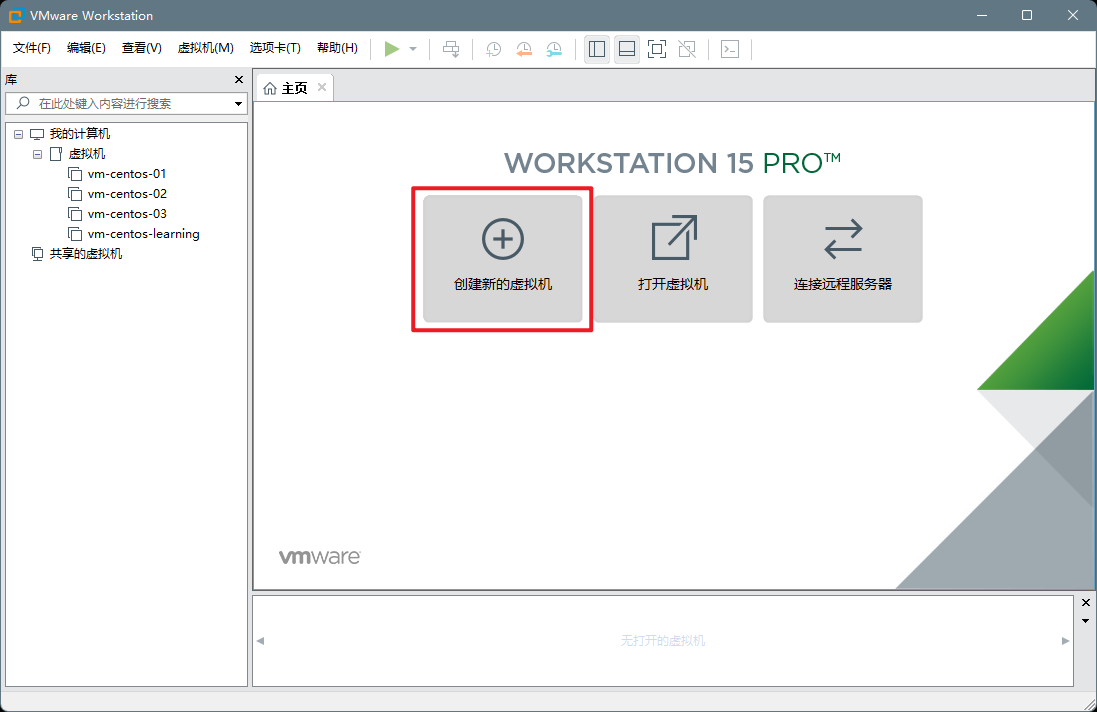 VMware Workstation
文件(F) 编辑(E) 查看(V) 虚拟机(M) 选项卡(T) 帮助(H)
库
在此处键入内容进行搜索
我的计算机
虚拟机
vm-centos-01
vm-centos-02
vm-centos-03
vm-centos-learning
共享的虚拟机
主页
WORKSTATION 15 PRO™
创建新的虚拟机 打开虚拟机 连接远程服务器
vmware
无打开的虚拟机